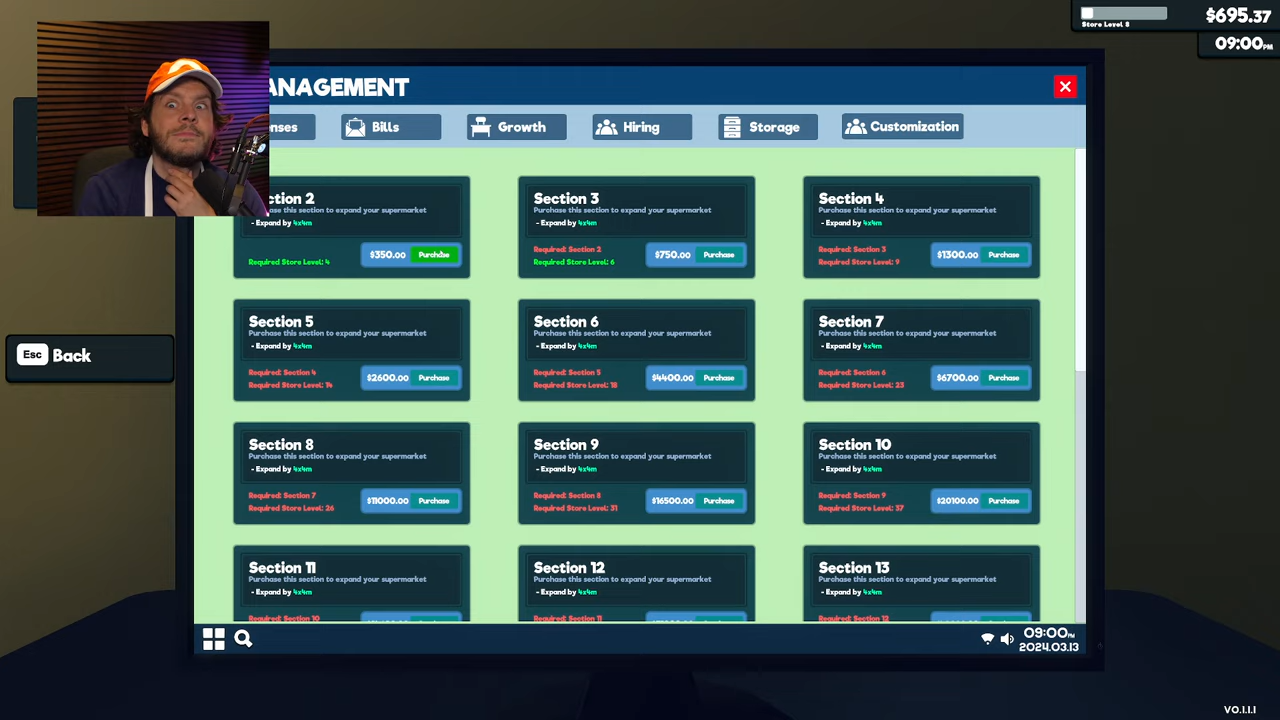 $695.37
Store Level 8
09:00PM
ANAGEMENT
enses
Bills
Growth
Hiring
Storage
Customization
ction 2
ase this section to expand your supermarket
- Expand by 4x4m
Required Store Level: 4
$350.00
Purchase
Section 3
Purchase this section to expand your supermarket
- Expand by 4x4m
Required: Section 2
Required Store Level: 6
$750.00
Purchase
Section 4
Purchase this section to expand your supermarket
- Expand by 4x4m
Required: Section 3
Required Store Level: 9
$1300.00
Purchase
Esc Back
Section 5
Purchase this section to expand your supermarket
- Expand by 4x4m
Required: Section 4
Required Store Level: 14
$2600.00
Purchase
Section 6
Purchase this section to expand your supermarket
- Expand by 4x4m
Required: Section 5
Required Store Level: 18
$4400.00
Purchase
Section 7
Purchase this section to expand your supermarket
- Expand by 4x4m
Required: Section 6
Required Store Level: 23
$6700.00
Purchase
Section 8
Purchase this section to expand your supermarket
- Expand by 4x4m
Required: Section 7
Required Store Level: 26
$11000.00
Purchase
Section 9
Purchase this section to expand your supermarket
- Expand by 4x4m
Required: Section 8
Required Store Level: 31
$16500.00
Purchase
Section 10
Purchase this section to expand your supermarket
- Expand by 4x4m
Required: Section 9
Required Store Level: 37
$20100.00
Purchase
Section 11
Purchase this section to expand your supermarket
- Expand by 4x4m
Required: Section 10
Section 12
Purchase this section to expand your supermarket
- Expand by 4x4m
Required: Section 11
Section 13
Purchase this section to expand your supermarket
- Expand by 4x4m
Required: Section 12
09:00PM
2024.03.13
V0.1.1.1